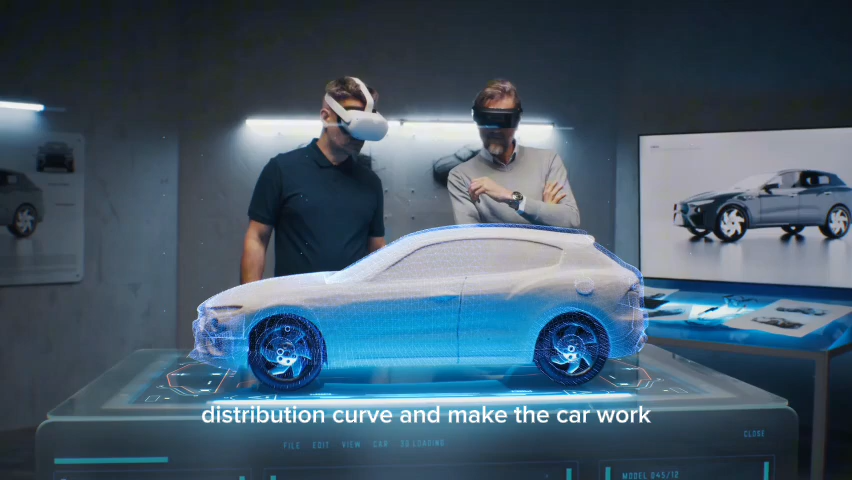 distribution curve and make the car work
FILE EDIT VIEW CAR 3D LOADING
CLOSE
MODEL 045/12